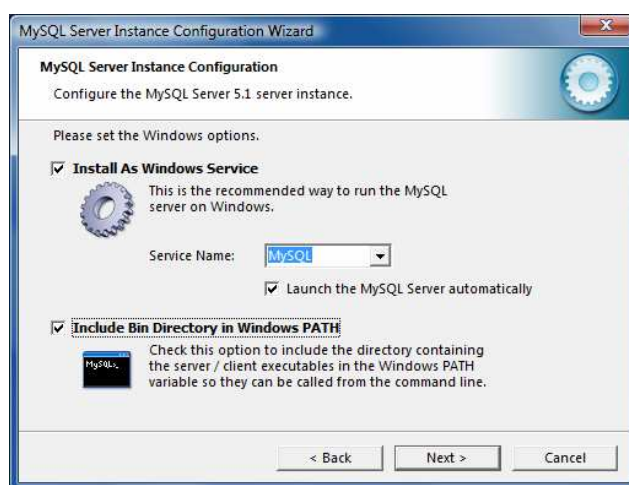 MySQL Server Instance Configuration Wizard
MySQL Server Instance Configuration
Configure the MySQL Server 5.1 server instance.
Please set the Windows options.
Install As Windows Service
This is the recommended way to run the MySQL
server on Windows.
Service Name: MySQL
Launch the MySQL Server automatically
Include Bin Directory in Windows PATH
Check this option to include the directory containing
the server / client executables in the Windows PATH
variable so they can be called from the command line.
MySQL>_
< Back Next > Cancel